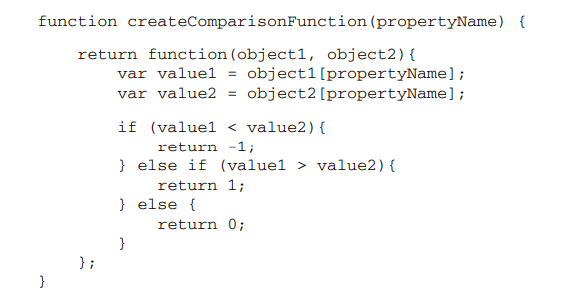 function createComparisonFunction(propertyName) {
return function(object1, object2){
var value1 = object1[propertyName];
var value2 = object2[propertyName];
if (value1 < value2){
return -1;
} else if (value1 > value2){
return 1;
} else {
return 0;
}
};
}